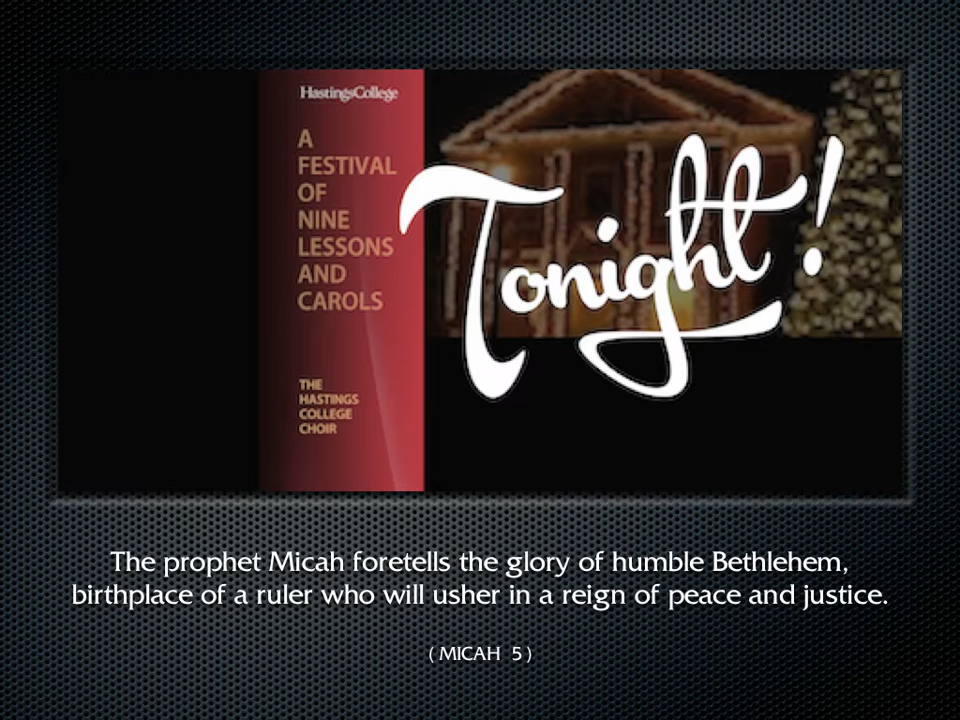 HastingsCollege
A
FESTIVAL
OF
NINE
LESSONS
AND
CAROLS
THE
HASTINGS
COLLEGE
CHOIR
Tonight!
The prophet Micah foretells the glory of humble Bethlehem,
birthplace of a ruler who will usher in a reign of peace and justice.
( MICAH 5 )